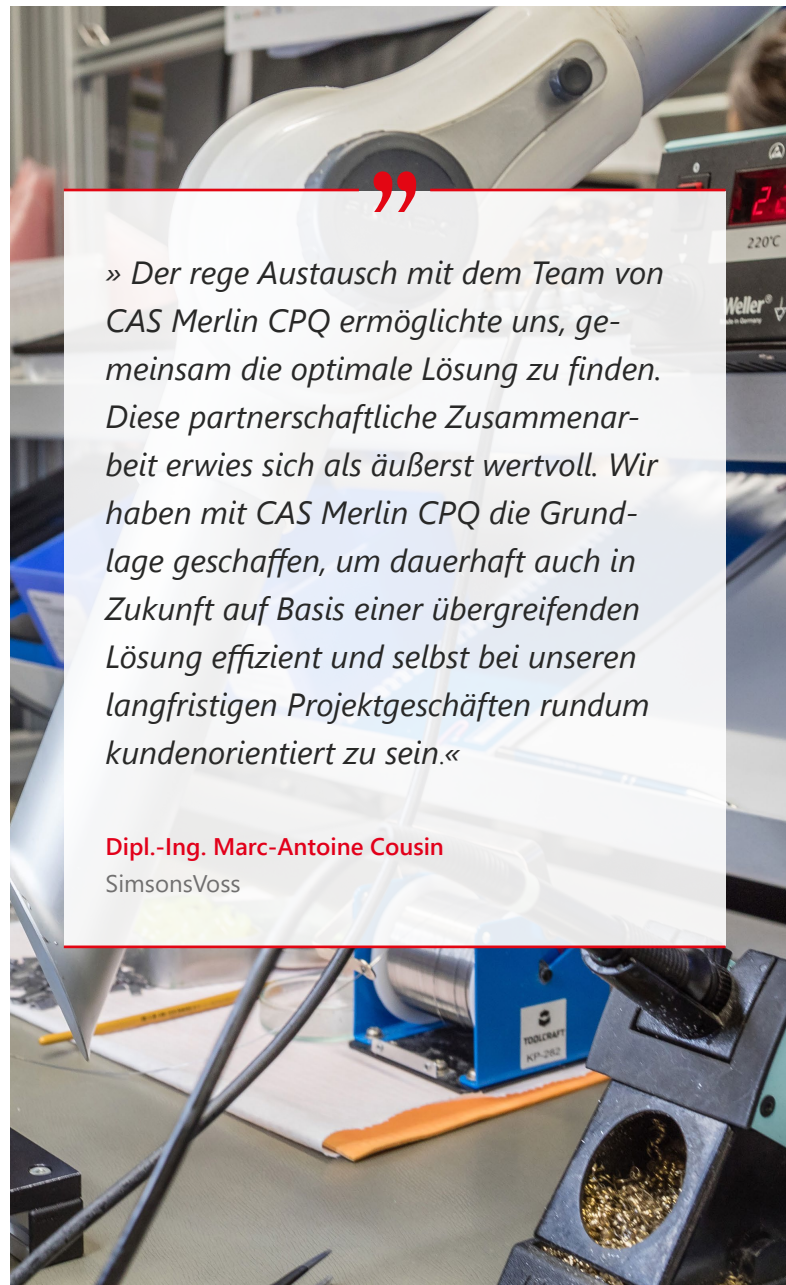 ”
» Der rege Austausch mit dem Team von
CAS Merlin CPQ ermöglichte uns, ge-
meinsam die optimale Lösung zu finden.
Diese partnerschaftliche Zusammenar-
beit erwies sich als äußerst wertvoll. Wir
haben mit CAS Merlin CPQ die Grund-
lage geschaffen, um dauerhaft auch in
Zukunft auf Basis einer übergreifenden
Lösung effizient und selbst bei unseren
langfristigen Projektgeschäften rundum
kundenorientiert zu sein.«
Dipl.-Ing. Marc-Antoine Cousin
SimsonsVoss
220°C
Weller®
Made in Germany
TOOLCRAFT
KP-282